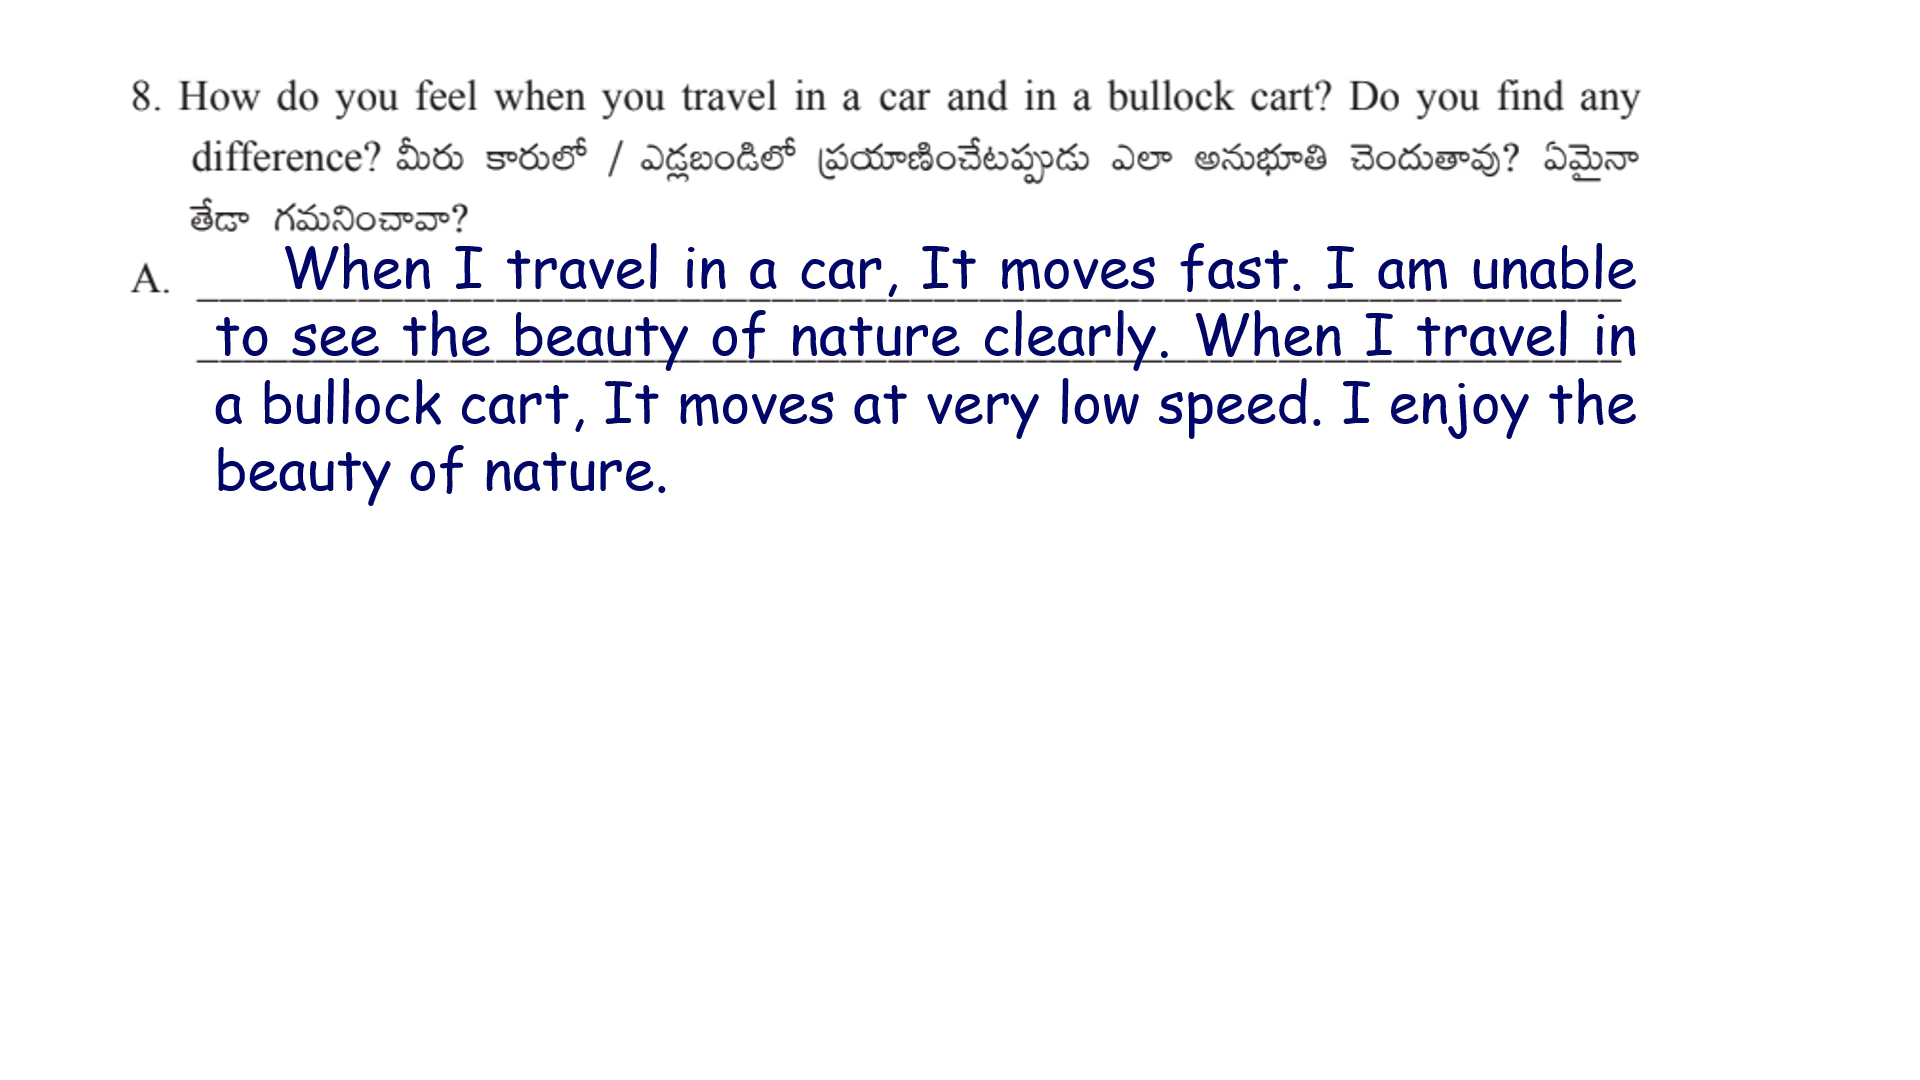 8. How do you feel when you travel in a car and in a bullock cart? Do you find any
difference? మీరు కారులో / ఎడ్లబండిలో ప్రయాణించేటప్పుడు ఎలా అనుభూతి చెందుతావు? ఏమైనా
తేడా గమనించావా?
A. When I travel in a car, It moves fast. I am unable
to see the beauty of nature clearly. When I travel in
a bullock cart, It moves at very low speed. I enjoy the
beauty of nature.